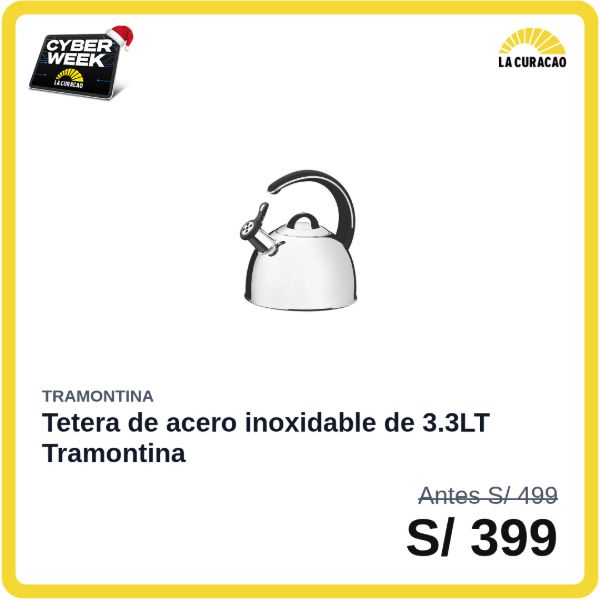 CYBER
WEEK
LA CURACAO
LA CURACAO
TRAMONTINA
Tetera de acero inoxidable de 3.3LT
Tramontina
Antes S/ 499
S/ 399